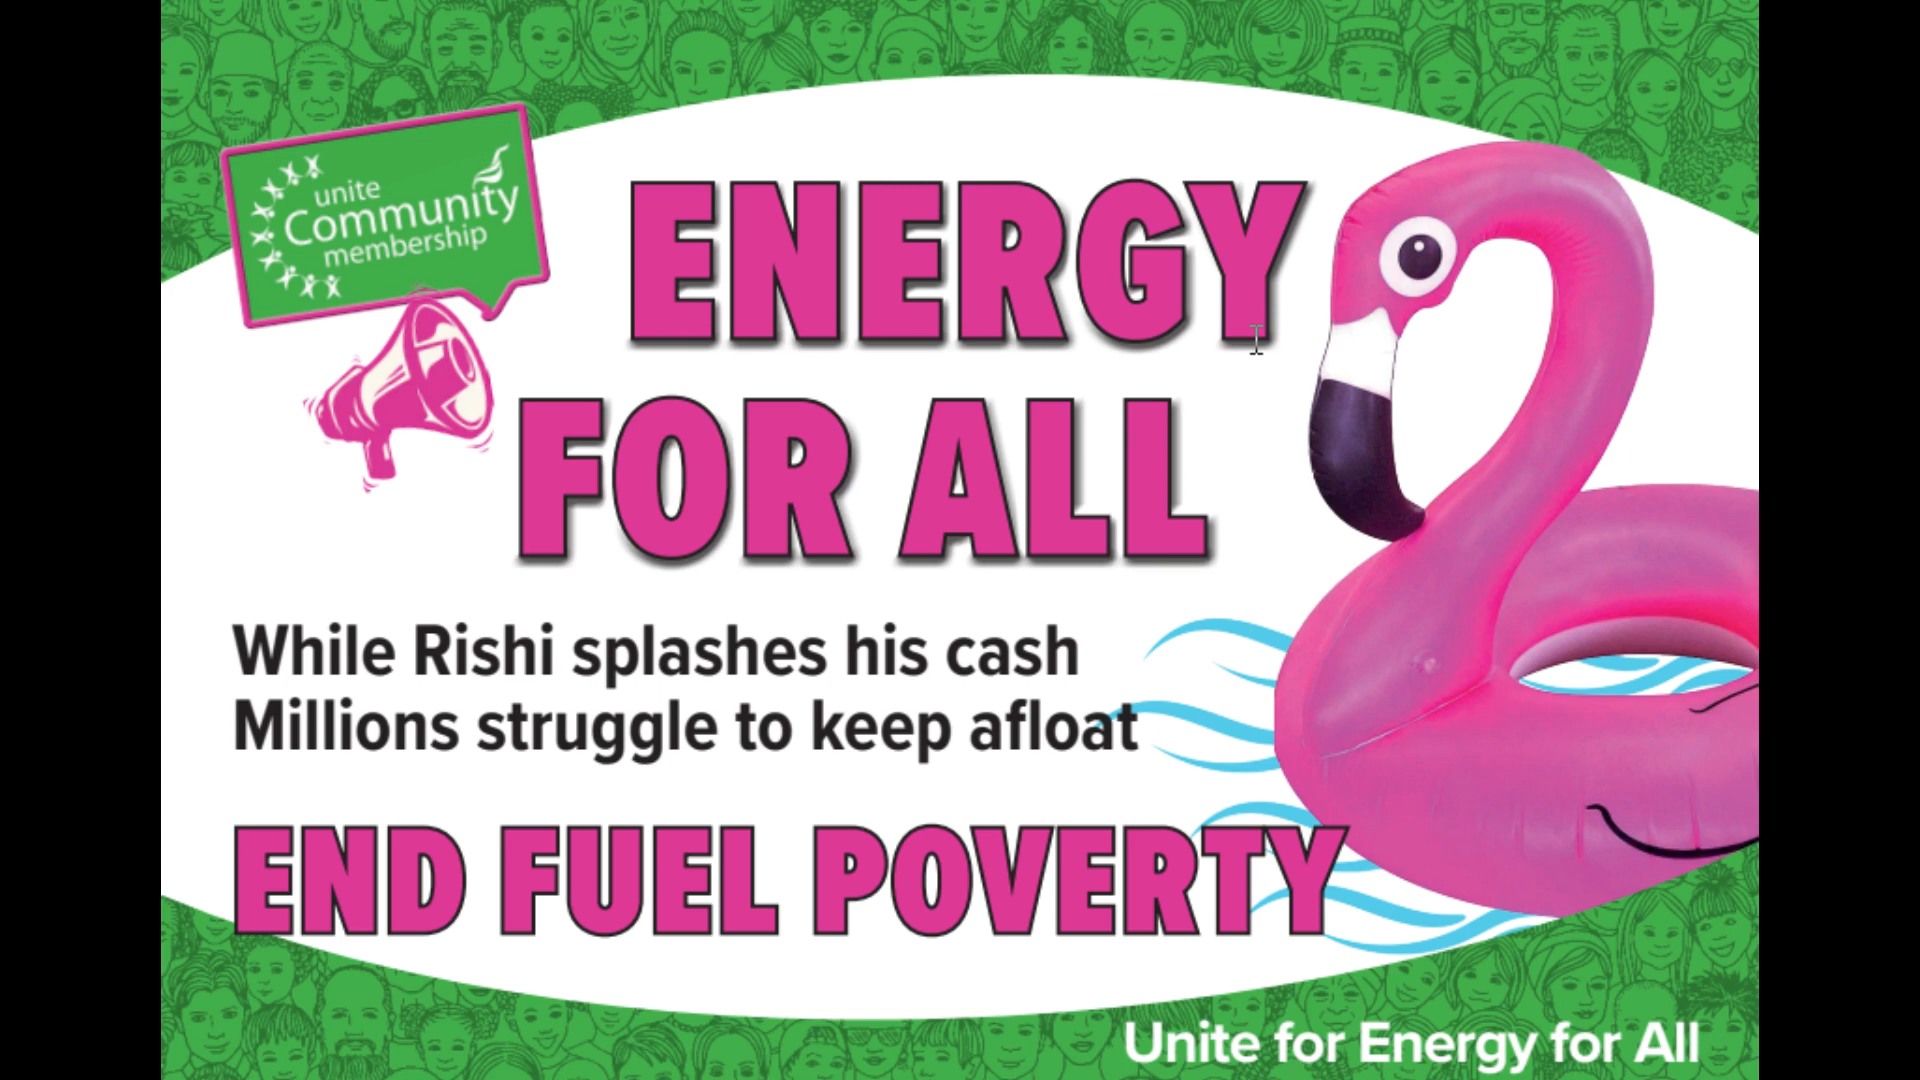 unite
Community
membership
ENERGY
FOR ALL
While Rishi splashes his cash
Millions struggle to keep afloat
END FUEL POVERTY
Unite for Energy for All